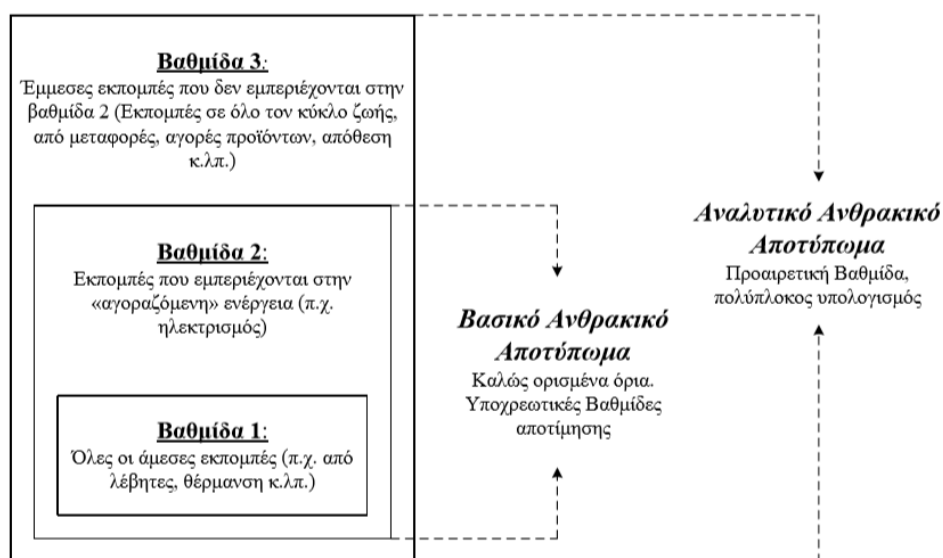 Βαθμίδα 3:
Έμμεσες εκπομπές που δεν εμπεριέχονται στην
βαθμίδα 2 (Εκπομπές σε όλο τον κύκλο ζωής,
από μεταφορές, αγορές προϊόντων, απόθεση
κ.λπ.)
Βαθμίδα 2:
Εκπομπές που εμπεριέχονται στην
«αγοραζόμενη» ενέργεια (π.χ.
ηλεκτρισμός)
Βαθμίδα 1:
Όλες οι άμεσες εκπομπές (π.χ. από
λέβητες, θέρμανση κ.λπ.)
Βασικό Ανθρακικό
Αποτύπωμα
Καλώς ορισμένα όρια.
Υποχρεωτικές Βαθμίδες
αποτίμησης
Αναλυτικό Ανθρακικό
Αποτύπωμα
Προαιρετική Βαθμίδα,
πολύπλοκος υπολογισμός